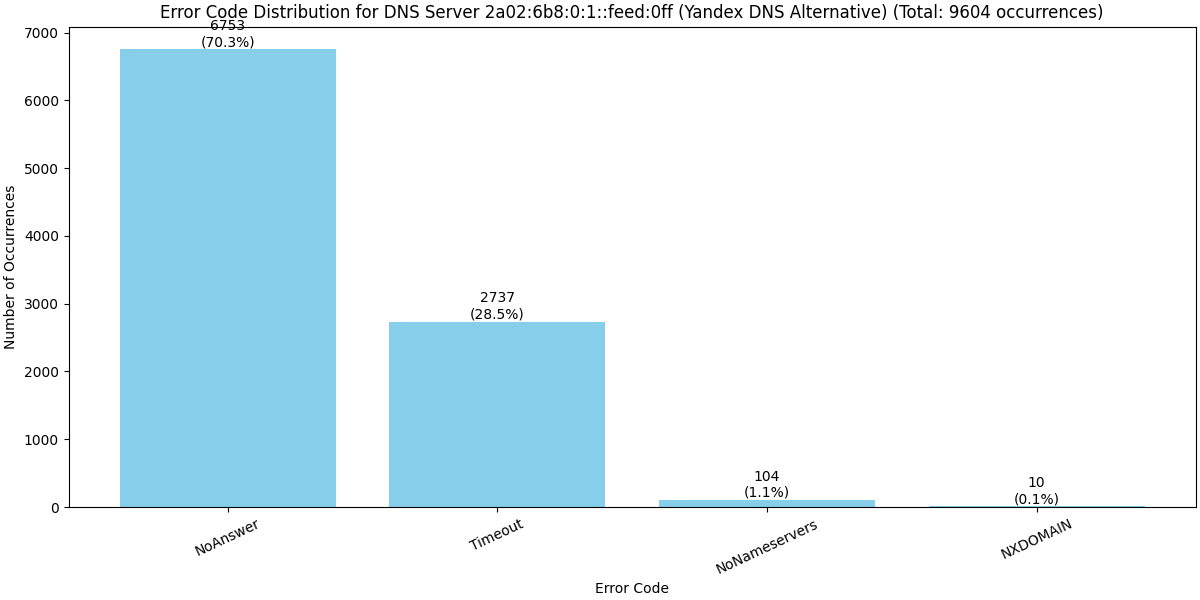 Error Code Distribution for DNS Server 2a02:6b8:0:1::feed:0ff (Yandex DNS Alternative) (Total: 9604 occurrences)
Number of Occurrences
7000
6000
5000
4000
3000
2000
1000
0
6753
(70.3%)
2737
(28.5%)
104
(1.1%)
10
(0.1%)
NoAnswer
Timeout
NoNameservers
NXDOMAIN
Error Code